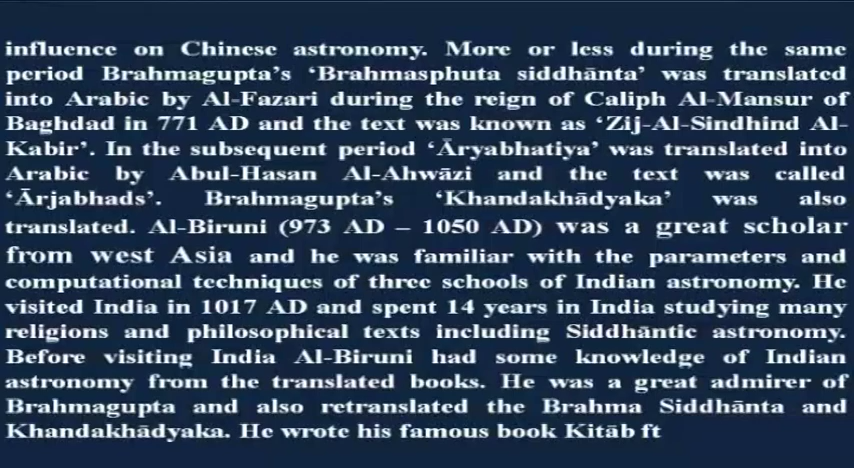 influence on Chinese astronomy. More or less during the same
period Brahmagupta’s ‘Brahmasphuta siddhānta’ was translated
into Arabic by Al-Fazari during the reign of Caliph Al-Mansur of
Baghdad in 771 AD and the text was known as ‘Zij-Al-Sindhind Al-
Kabir’. In the subsequent period ‘Āryabhatiya’ was translated into
Arabic by Abul-Hasan Al-Ahwāzi and the text was called
‘Ārjabhads’. Brahmagupta’s ‘Khandakhādyaka’ was also
translated. Al-Biruni (973 AD – 1050 AD) was a great scholar
from west Asia and he was familiar with the parameters and
computational techniques of three schools of Indian astronomy. He
visited India in 1017 AD and spent 14 years in India studying many
religions and philosophical texts including Siddhāntic astronomy.
Before visiting India Al-Biruni had some knowledge of Indian
astronomy from the translated books. He was a great admirer of
Brahmagupta and also retranslated the Brahma Siddhānta and
Khandakhādyaka. He wrote his famous book Kitāb ft